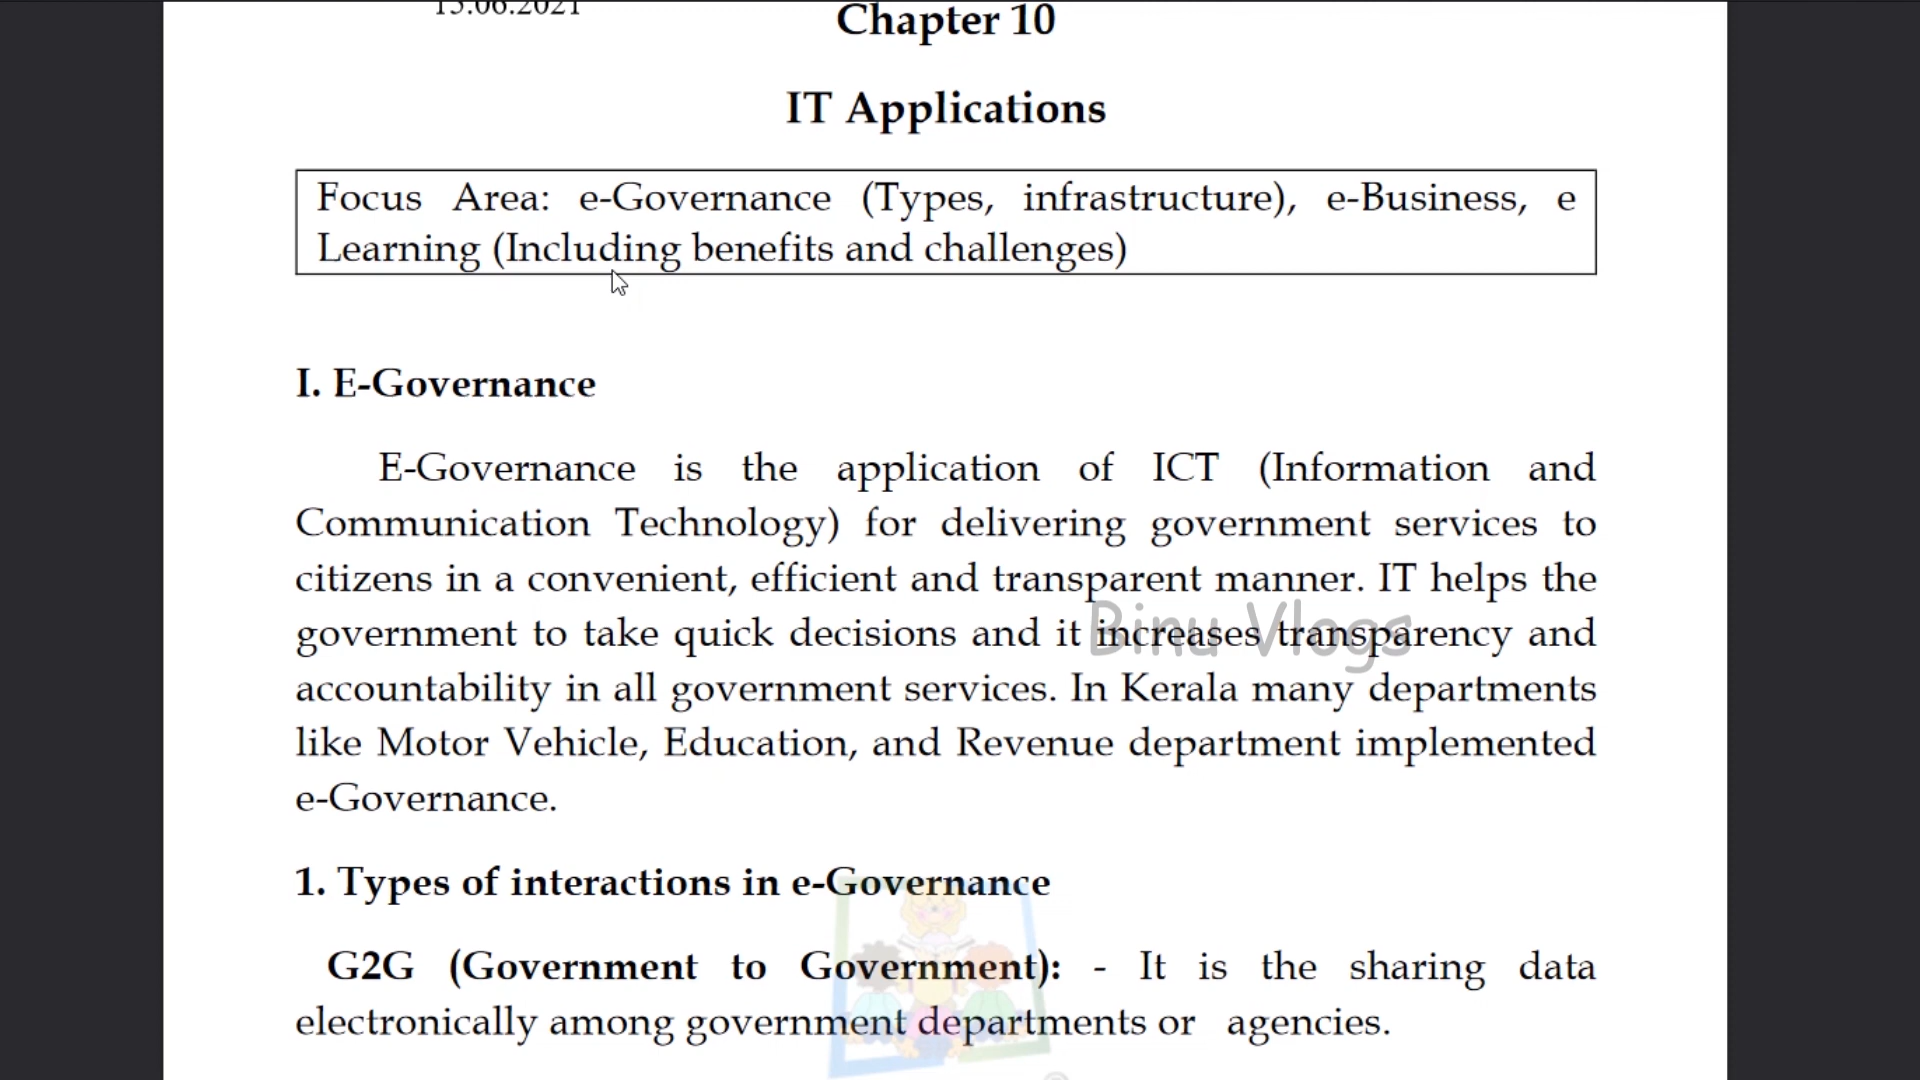 15.06.2021
Chapter 10
IT Applications
Focus Area: e-Governance (Types, infrastructure), e-Business, e
Learning (Including benefits and challenges)
I. E-Governance
E-Governance is the application of ICT (Information and
Communication Technology) for delivering government services to
citizens in a convenient, efficient and transparent manner. IT helps the
government to take quick decisions and it increases transparency and
accountability in all government services. In Kerala many departments
like Motor Vehicle, Education, and Revenue department implemented
e-Governance.
Binu Vlogs
1. Types of interactions in e-Governance
G2G (Government to Government): - It is the sharing data
electronically among government departments or agencies.